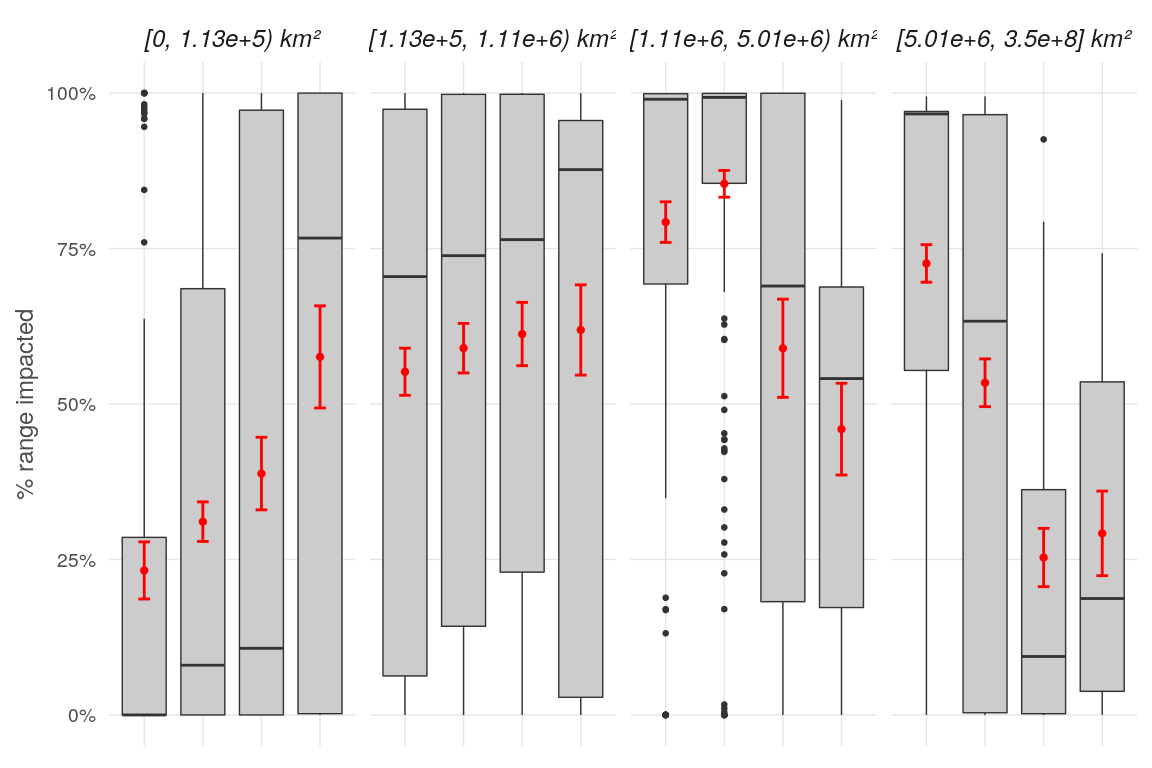 [0, 1.13e+5) km²
[1.13e+5, 1.11e+6) km²
[1.11e+6, 5.01e+6) km²
[5.01e+6, 3.5e+8] km²
100%
75%
50%
25%
0%
% range impacted